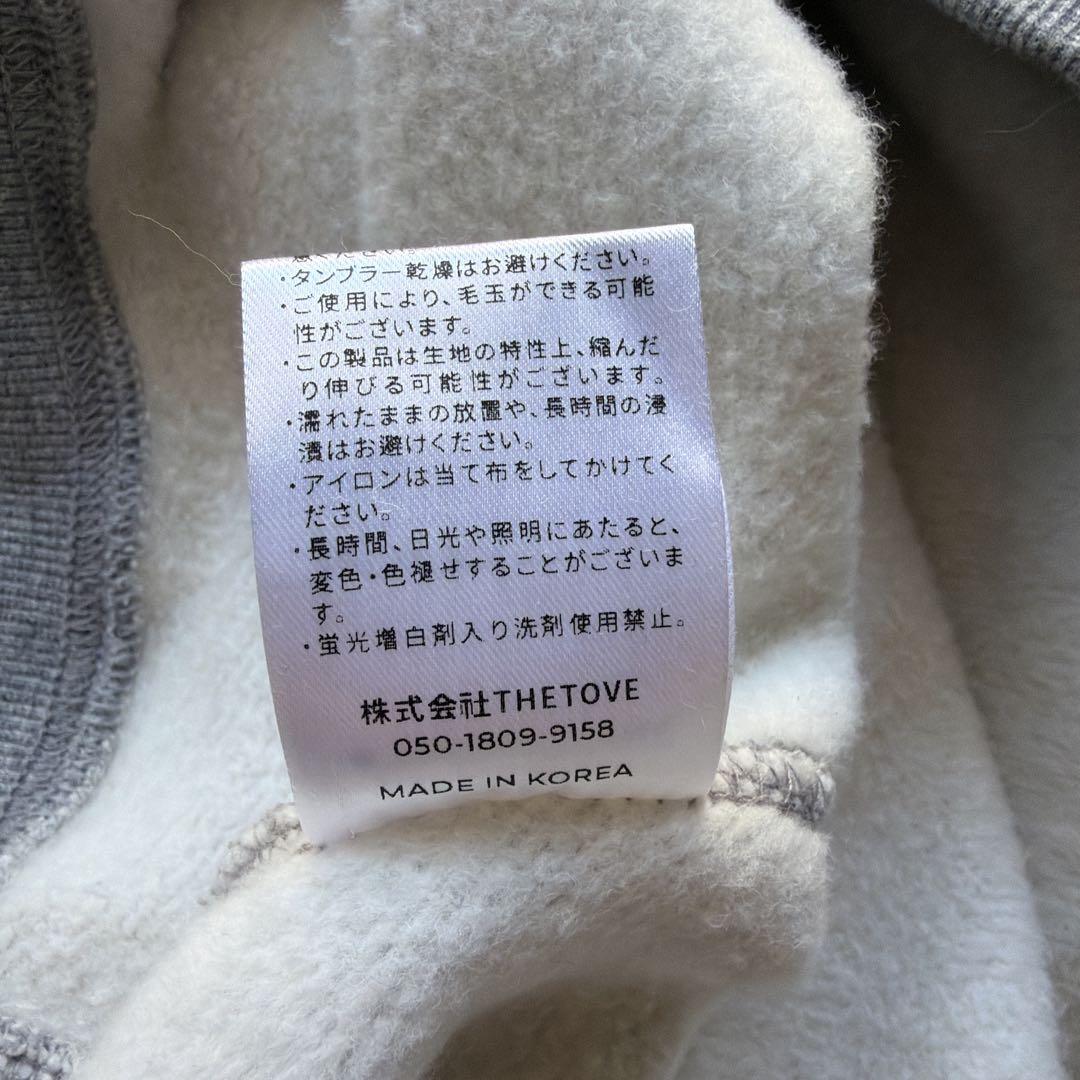 ・タンブラー乾燥はお避けください。
・ご使用により、毛玉ができる可能
性がございます。
・この製品は生地の特性上、縮んだ
り伸びる可能性がございます。
・濡れたままの放置や、長時間の浸
漬はお避けください。
・アイロンは当て布をしてかけてく
ださい。
・長時間、日光や照明にあたると、
変色・色褪せすることがございま
す。
・蛍光増白剤入り洗剤使用禁止。
株式会社THETOVE
050-1809-9158
MADE IN KOREA